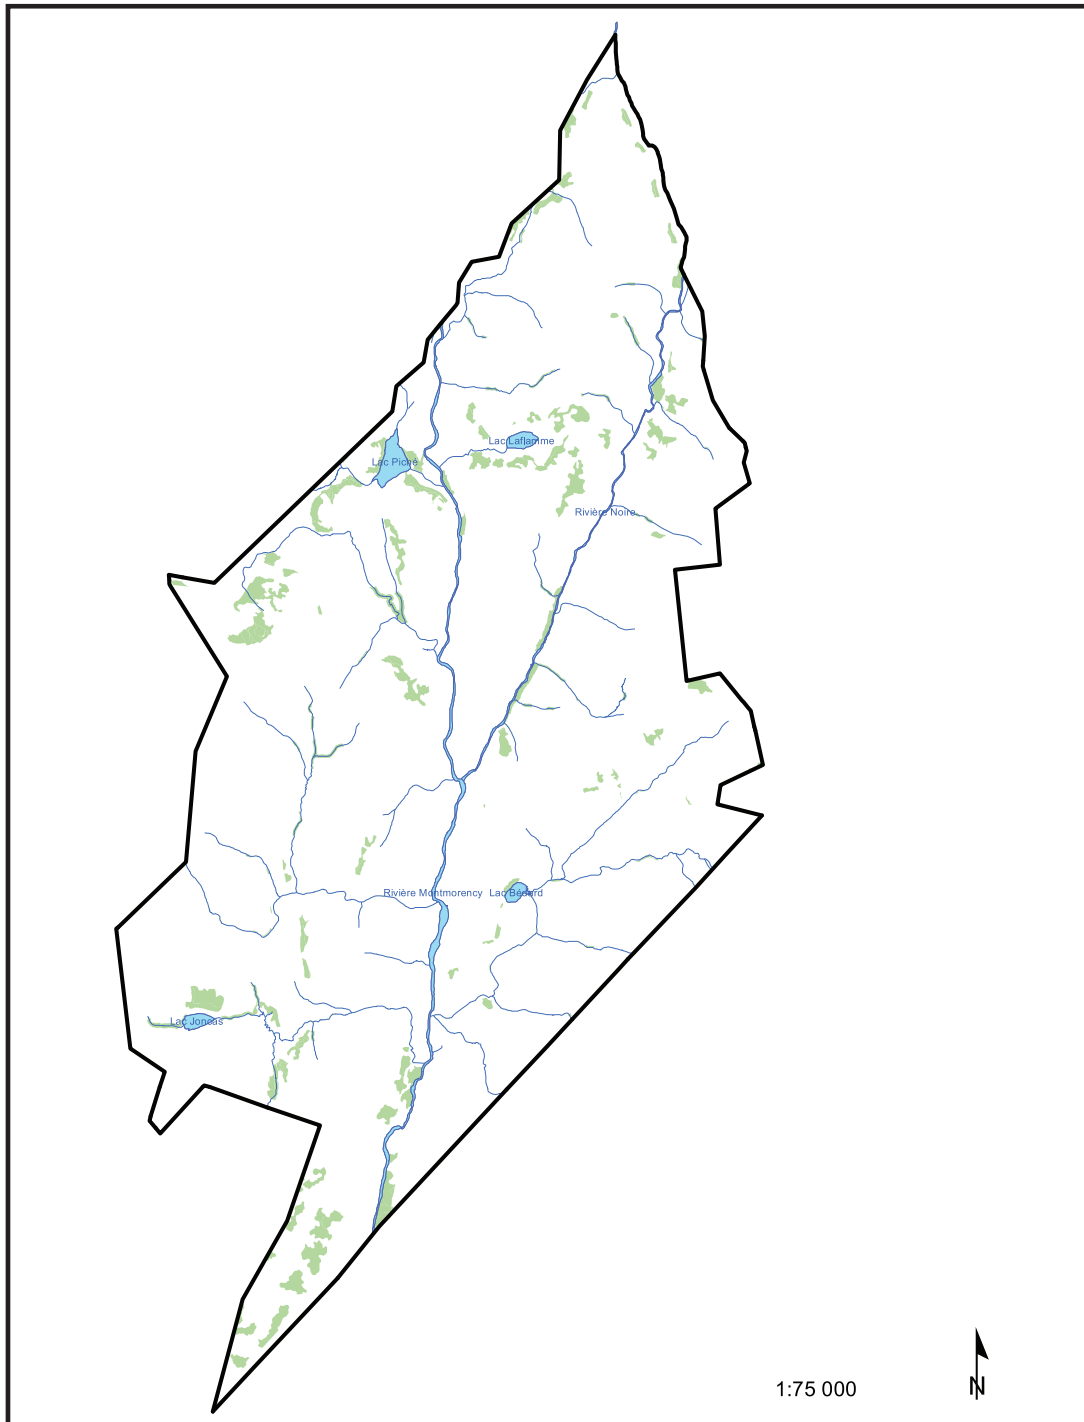 Lac Laflamme
Lac Piché
Rivière Noire
Rivière Montmorency
Lac Bédard
Lac Joncas
1:75 000
N